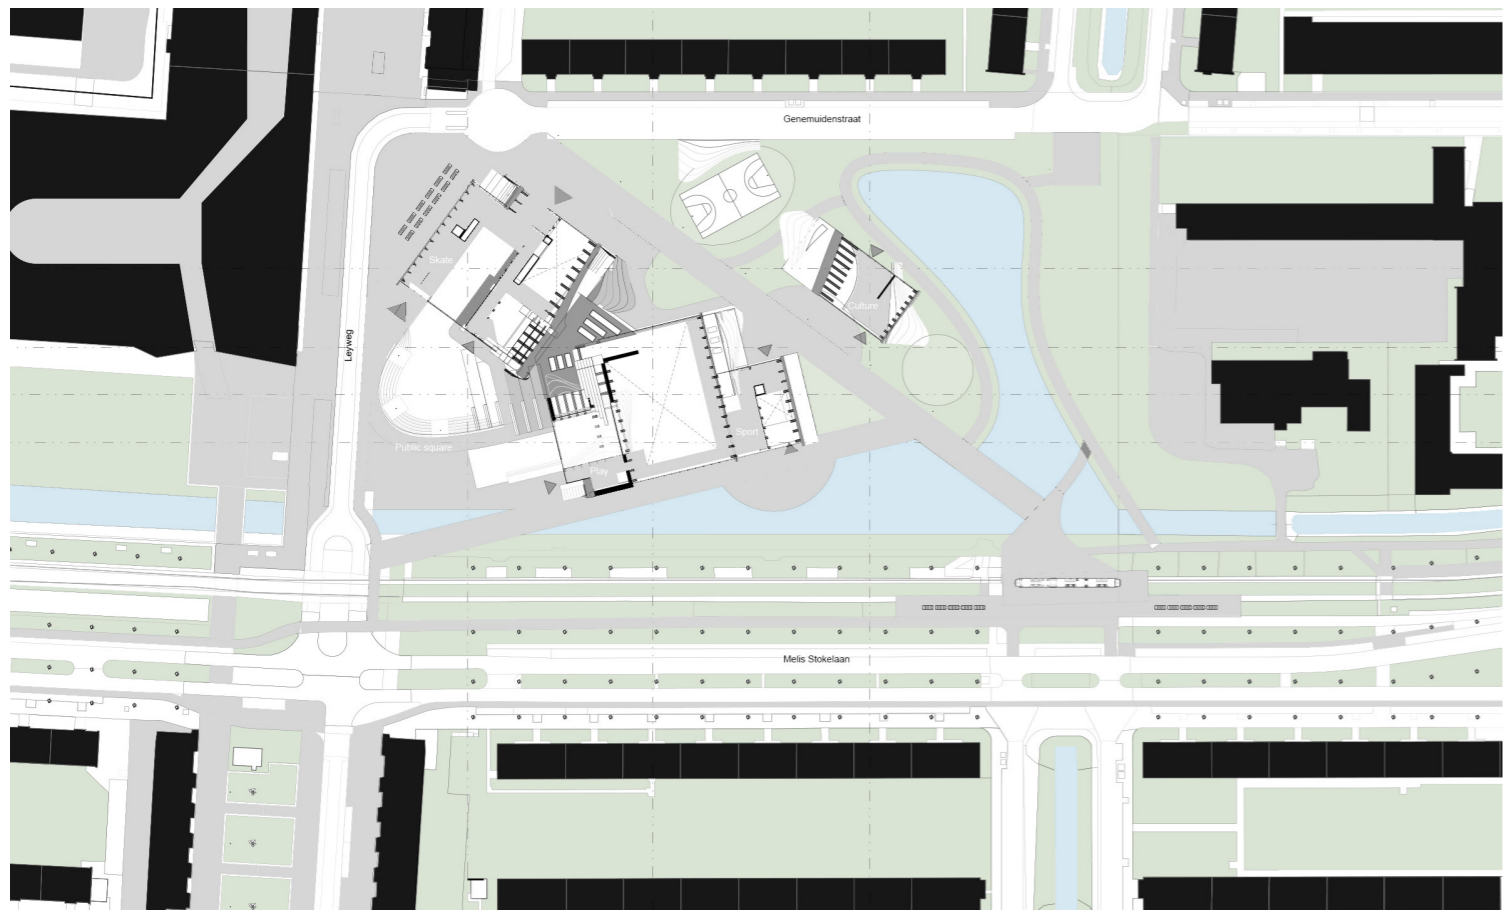 Genemuidenstraat
Skate
Culture
Leyweg
Sport
Public square
Play
Melis Stokelaan